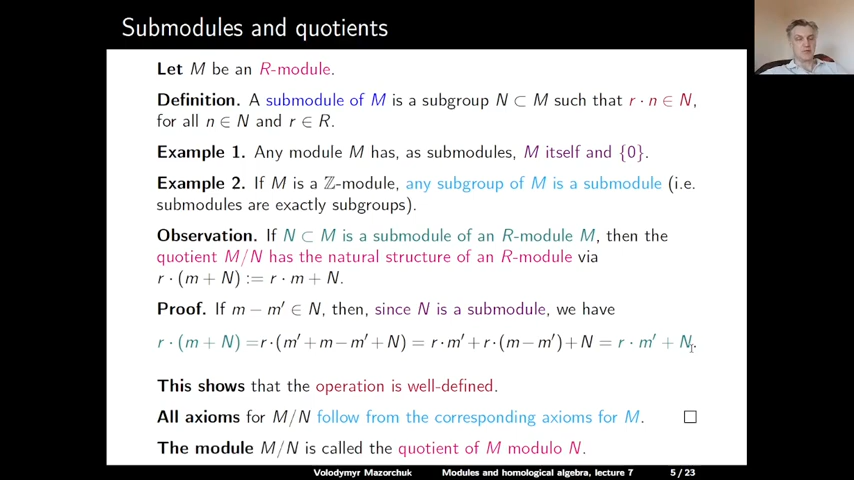 Submodules and quotients
Let M be an R-module.
Definition. A submodule of M is a subgroup N ⊂ M such that r · n ∈ N,
for all n ∈ N and r ∈ R.
Example 1. Any module M has, as submodules, M itself and {0}.
Example 2. If M is a ℤ-module, any subgroup of M is a submodule (i.e.
submodules are exactly subgroups).
Observation. If N ⊂ M is a submodule of an R-module M, then the
quotient M/N has the natural structure of an R-module via
r · (m + N) := r · m + N.
Proof. If m − m′ ∈ N, then, since N is a submodule, we have
r · (m + N) =r · (m′ + m − m′ + N) = r · m′ + r · (m − m′) + N = r · m′ + N.
This shows that the operation is well-defined.
All axioms for M/N follow from the corresponding axioms for M. □
The module M/N is called the quotient of M modulo N.
Volodymyr Mazorchuk Modules and homological algebra, lecture 7 5 / 23